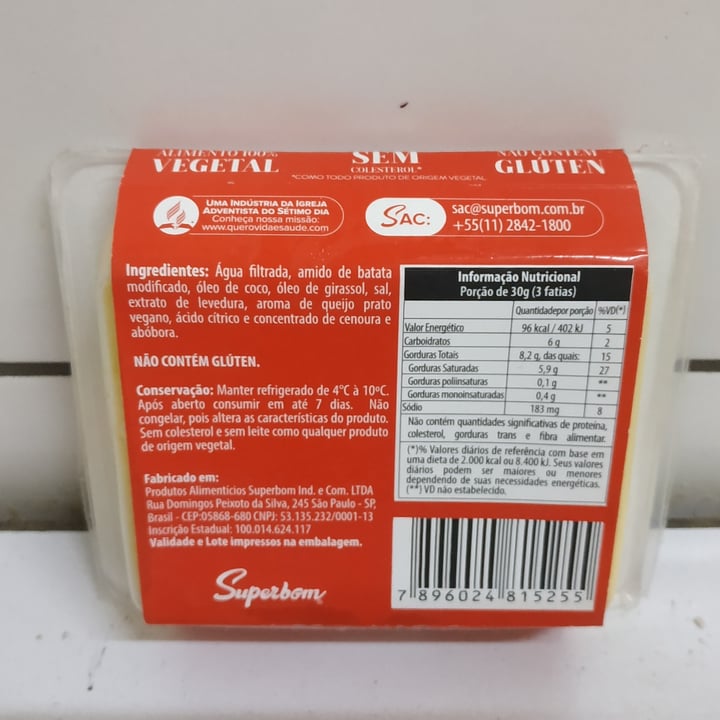 ALIMENTO 100%
VEGETAL
SEM
COLESTEROL*
*COMO TODO PRODUTO DE ORIGEM VEGETAL
NÃO CONTÉM
GLÚTEN
UMA INDÚSTRIA DA IGREJA
ADVENTISTA DO SÉTIMO DIA
Conheça nossa missão:
www.querovidaesaude.com
SAC:
sac@superbom.com.br
+55(11) 2842-1800
Ingredientes: Água filtrada, amido de batata
modificado, óleo de coco, óleo de girassol, sal,
extrato de levedura, aroma de queijo prato
vegano, ácido cítrico e concentrado de cenoura e
abóbora.
NÃO CONTÉM GLÚTEN.
Conservação: Manter refrigerado de 4ºC à 10ºC.
Após aberto consumir em até 7 dias. Não
congelar, pois altera as características do produto.
Sem colesterol e sem leite como qualquer produto
de origem vegetal.
Fabricado em:
Produtos Alimentícios Superbom Ind. e Com. LTDA
Rua Domingos Peixoto da Silva, 245 São Paulo - SP,
Brasil - CEP:05868-680 CNPJ: 53.135.232/0001-13
Inscrição Estadual: 100.014.624.117
Validade e Lote impressos na embalagem.
Superbom
Informação Nutricional
Porção de 30g (3 fatias)
Quantidadepor porção %VD(*)
Valor Energético 96 kcal / 402 kJ 5
Carboidratos 6 g 2
Gorduras Totais 8,2 g, das quais: 15
Gorduras Saturadas 5,9 g 27
Gorduras poliinsaturas 0,1 g **
Gorduras monoinsaturadas 0,4 g **
Sódio 183 mg 8
Não contém quantidades significativas de proteína,
colesterol, gorduras trans e fibra alimentar.
(*)% Valores diários de referência com base em
uma dieta de 2.000 kcal ou 8.400 kJ. Seus valores
diários podem ser maiores ou menores
dependendo de suas necessidades energéticas.
(**) VD não estabelecido.
7 896024 815255